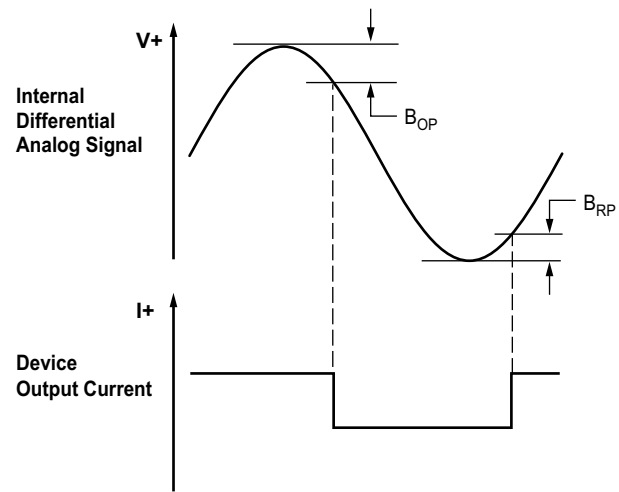 V+
Internal
Differential
Analog Signal
B_OP
B_RP
I+
Device
Output Current